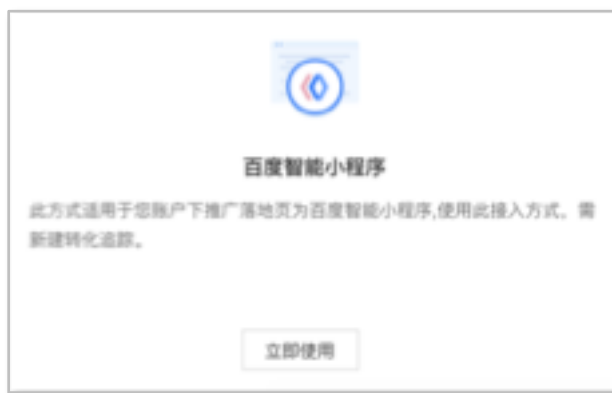 百度智能小程序
此方式适用于您账户下推广落地页为百度智能小程序,使用此接入方式。需
新建转化追踪。
立即使用